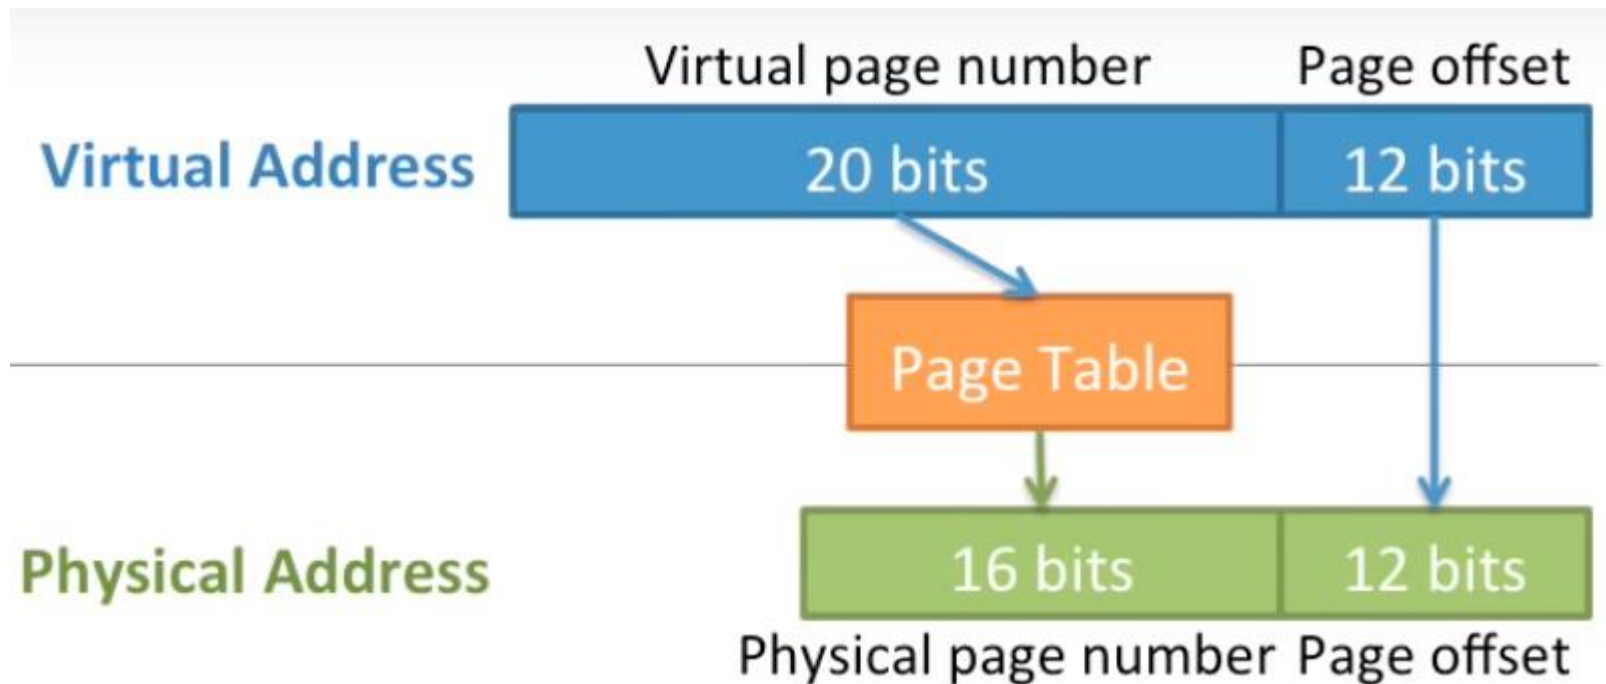 Virtual page number Page offset
Virtual Address 20 bits 12 bits
Page Table
Physical Address 16 bits 12 bits
Physical page number Page offset